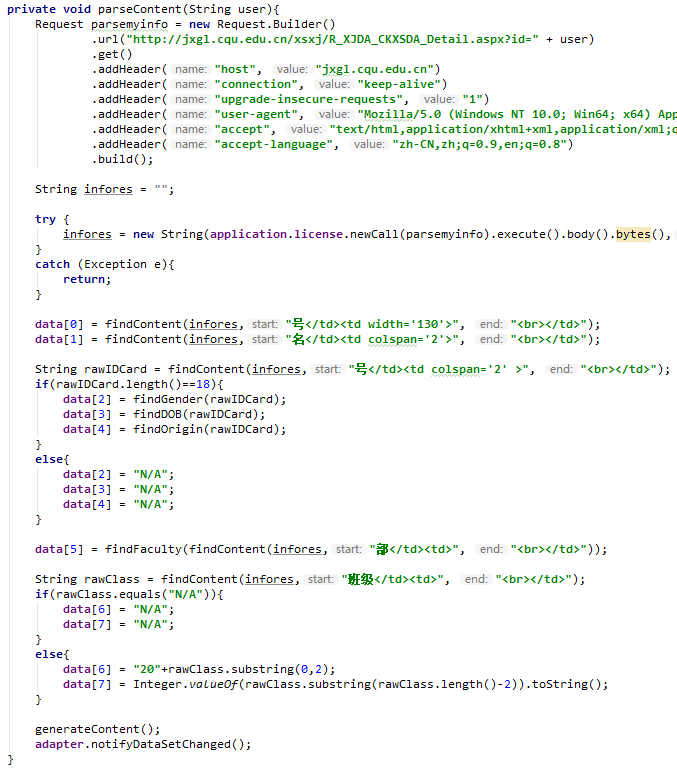 private void parseContent(String user){
Request parsemyinfo = new Request.Builder()
.url("http://jxgl.cqu.edu.cn/xsxj/R_XJDA_CKXSDA_Detail.aspx?id=" + user)
.get()
.addHeader( name: "host", value: "jxgl.cqu.edu.cn")
.addHeader( name: "connection", value: "keep-alive")
.addHeader( name: "upgrade-insecure-requests", value: "1")
.addHeader( name: "user-agent", value: "Mozilla/5.0 (Windows NT 10.0; Win64; x64) App
.addHeader( name: "accept", value: "text/html,application/xhtml+xml,application/xml;q
.addHeader( name: "accept-language", value: "zh-CN,zh;q=0.9,en;q=0.8")
.build();
String infores = "";
try {
infores = new String(application.license.newCall(parsemyinfo).execute().body().bytes(),
}
catch (Exception e){
return;
}
data[0] = findContent(infores, start: "号</td><td width='130'>", end: "<br></td>");
data[1] = findContent(infores, start: "名</td><td colspan='2'>", end: "<br></td>");
String rawIDCard = findContent(infores, start: "号</td><td colspan='2' >", end: "<br></td>");
if(rawIDCard.length()==18){
data[2] = findGender(rawIDCard);
data[3] = findDOB(rawIDCard);
data[4] = findOrigin(rawIDCard);
}
else{
data[2] = "N/A";
data[3] = "N/A";
data[4] = "N/A";
}
data[5] = findFaculty(findContent(infores, start: "部</td><td>", end: "<br></td>"));
String rawClass = findContent(infores, start: "班级</td><td>", end: "<br></td>");
if(rawClass.equals("N/A")){
data[6] = "N/A";
data[7] = "N/A";
}
else{
data[6] = "20"+rawClass.substring(0,2);
data[7] = Integer.valueOf(rawClass.substring(rawClass.length()-2)).toString();
}
generateContent();
adapter.notifyDataSetChanged();
}